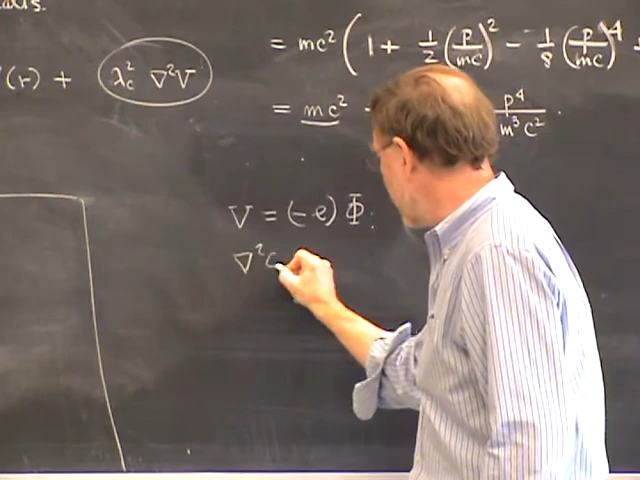 = mc² ( 1 + 1/2 (p/mc)² − 1/8 (p/mc)⁴ +
(r) + λc² ∇²V
= mc² p⁴/m³c² .
V = (−e) Φ :
∇²